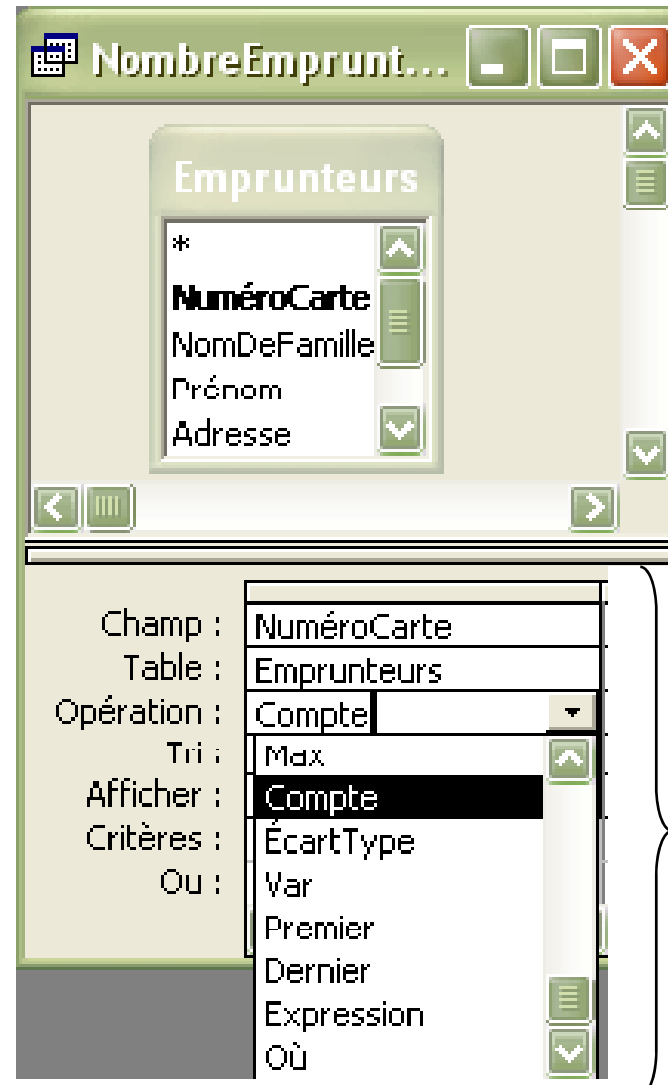 NombreEmprunt...
Emprunteurs
*
NuméroCarte
NomDeFamille
Prénom
Adresse
Champ : NuméroCarte
Table : Emprunteurs
Opération : Compte
Tri :
Afficher :
Critères :
Ou :
Max
Compte
ÉcartType
Var
Premier
Dernier
Expression
Où